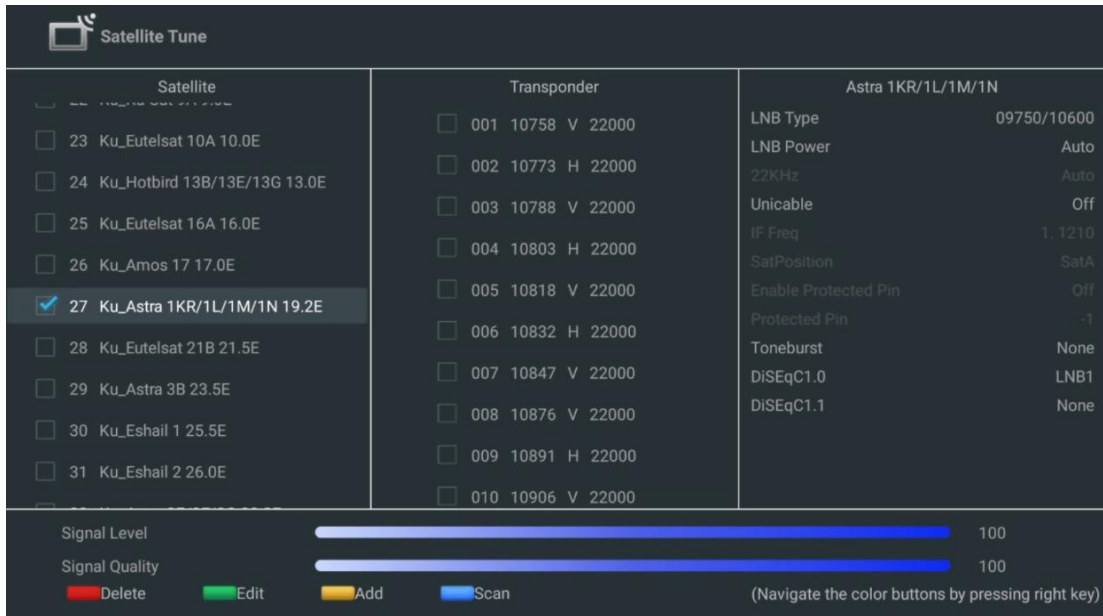 Satellite Tune
Satellite
23 Ku_Eutelsat 10A 10.0E
24 Ku_Hotbird 13B/13E/13G 13.0E
25 Ku_Eutelsat 16A 16.0E
26 Ku_Amos 17 17.0E
27 Ku_Astra 1KR/1L/1M/1N 19.2E
28 Ku_Eutelsat 21B 21.5E
29 Ku_Astra 3B 23.5E
30 Ku_Eshail 1 25.5E
31 Ku_Eshail 2 26.0E
Transponder
001 10758 V 22000
002 10773 H 22000
003 10788 V 22000
004 10803 H 22000
005 10818 V 22000
006 10832 H 22000
007 10847 V 22000
008 10876 V 22000
009 10891 H 22000
010 10906 V 22000
Astra 1KR/1L/1M/1N
LNB Type 09750/10600
LNB Power Auto
22KHz Auto
Unicable Off
IF Freq 1. 1210
SatPosition SatA
Enable Protected Pin Off
Protected Pin -1
Toneburst None
DiSEqC1.0 LNB1
DiSEqC1.1 None
Signal Level 100
Signal Quality 100
Delete Edit Add Scan (Navigate the color buttons by pressing right key)